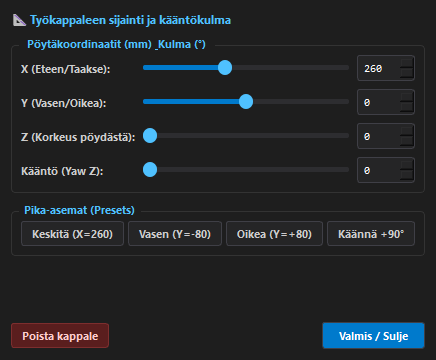 📐 Työkappaleen sijainti ja kääntökulma
Pöytäkoordinaatit (mm) _Kulma (°)
X (Eteen/Taakse): 260
Y (Vasen/Oikea): 0
Z (Korkeus pöydästä): 0
Kääntö (Yaw Z): 0
Pika-asemat (Presets)
Keskitä (X=260) Vasen (Y=-80) Oikea (Y=+80) Käännä +90°
Poista kappale Valmis / Sulje